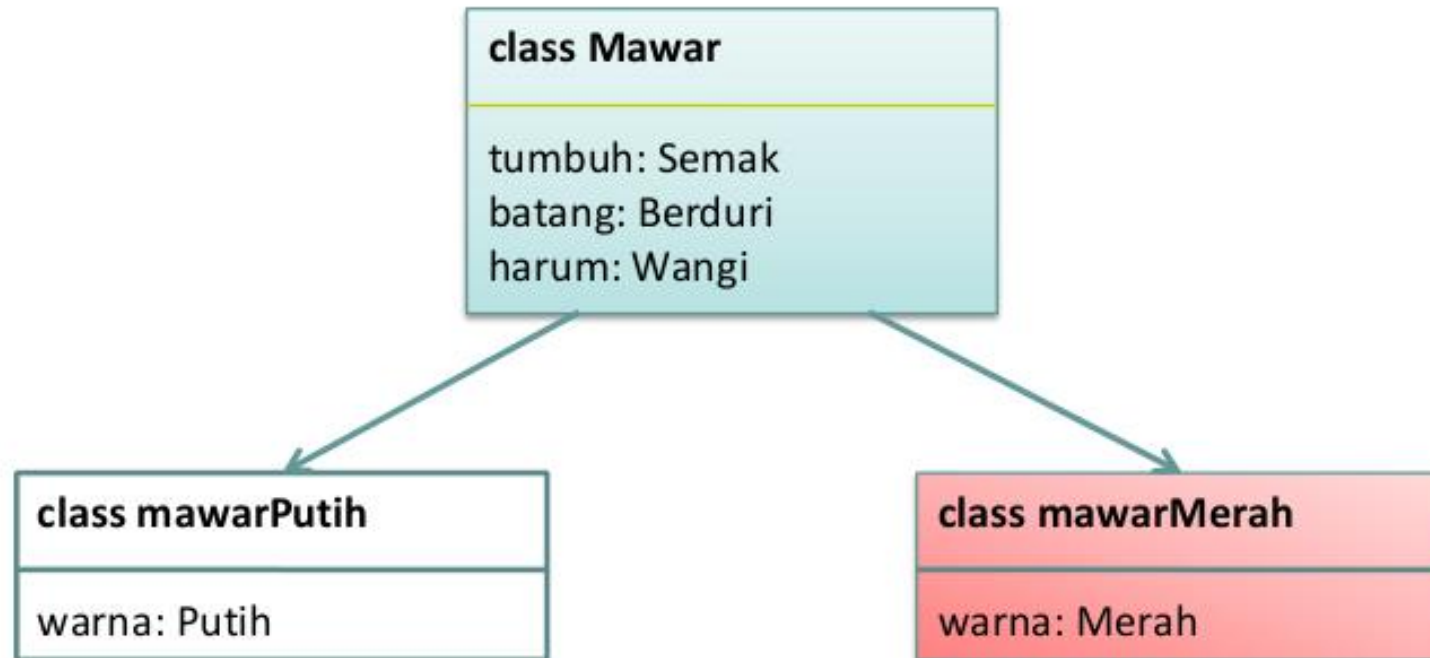 class Mawar
tumbuh: Semak
batang: Berduri
harum: Wangi
class mawarPutih
warna: Putih
class mawarMerah
warna: Merah